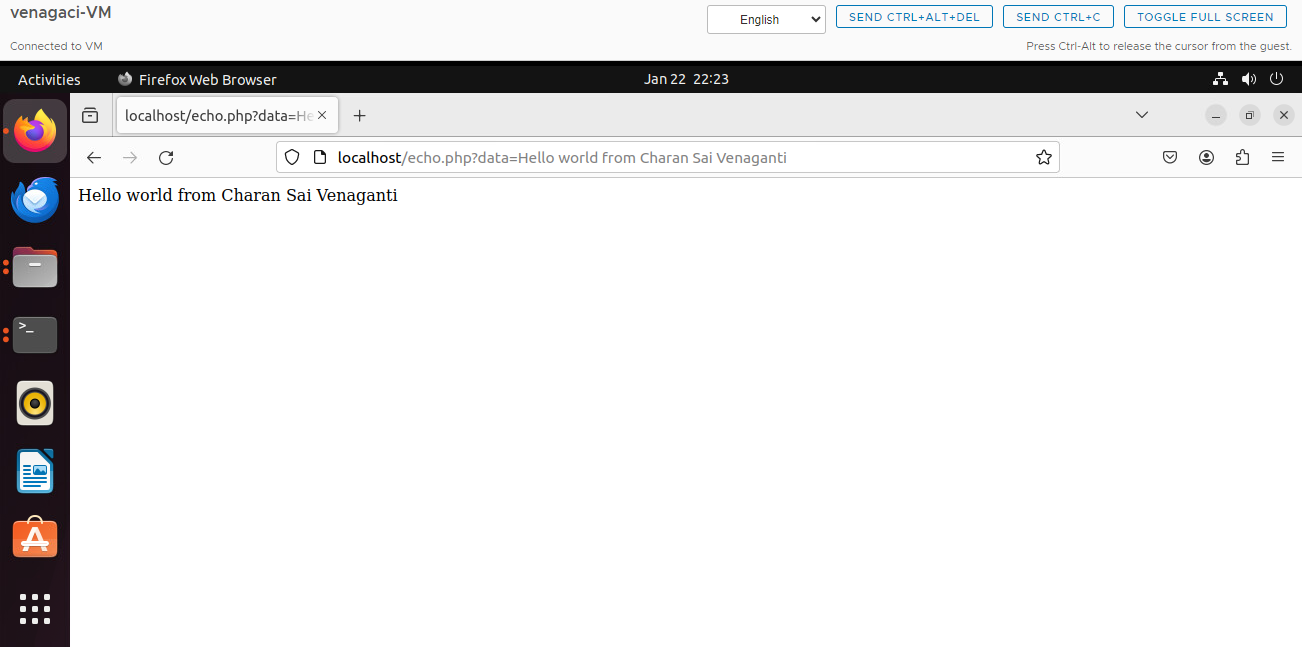 venagaci-VM
English
SEND CTRL+ALT+DEL
SEND CTRL+C
TOGGLE FULL SCREEN
Connected to VM
Press Ctrl-Alt to release the cursor from the guest.
Activities
Firefox Web Browser
Jan 22 22:23
localhost/echo.php?data=He
localhost/echo.php?data=Hello world from Charan Sai Venaganti
Hello world from Charan Sai Venaganti